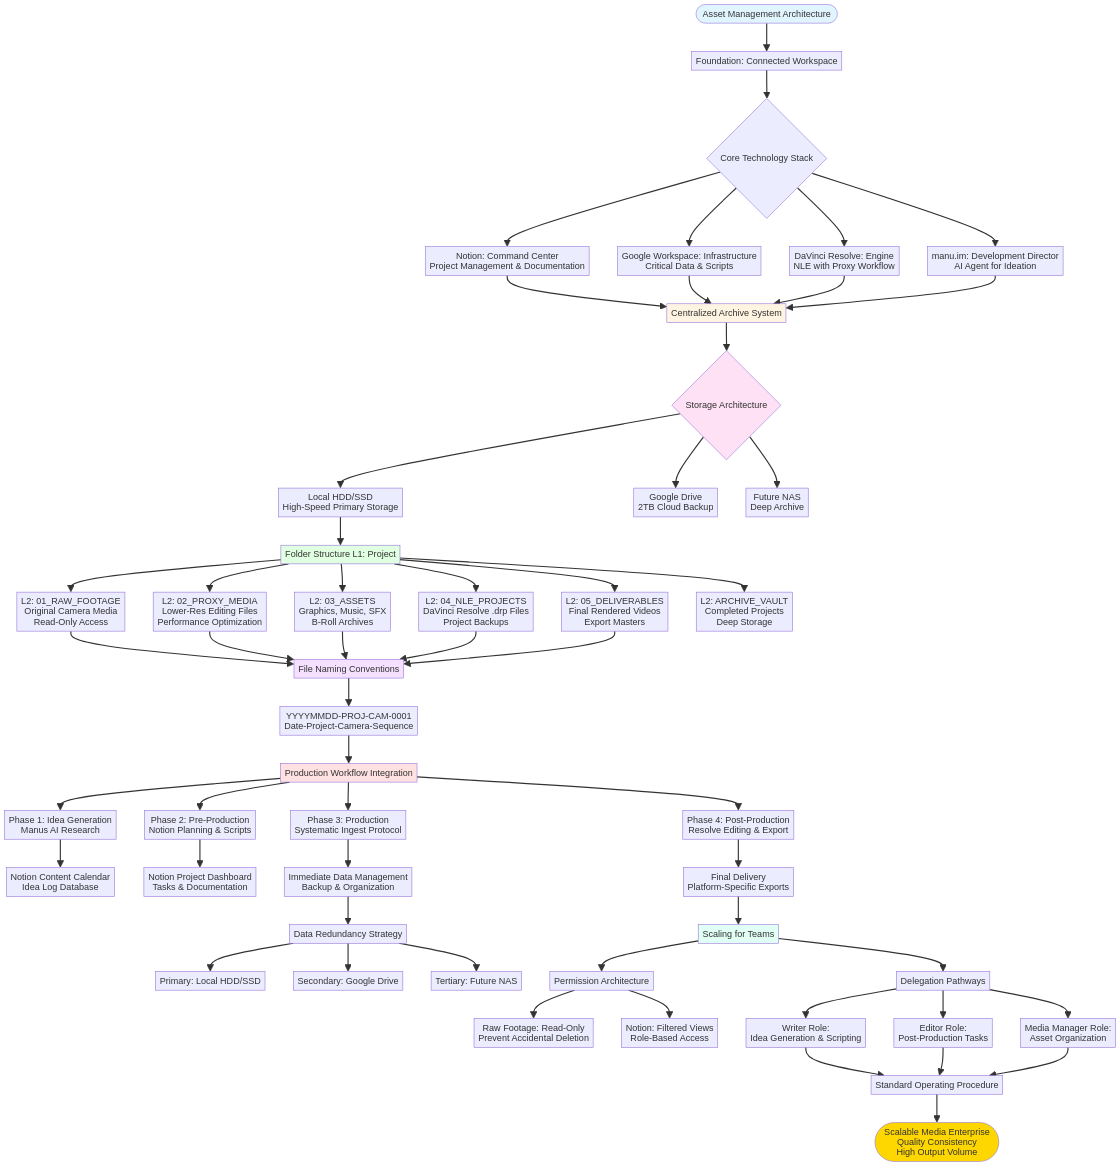 Asset Management Architecture
Foundation: Connected Workspace
Core Technology Stack
Notion: Command Center
Project Management & Documentation
Google Workspace: Infrastructure
Critical Data & Scripts
DaVinci Resolve: Engine
NLE with Proxy Workflow
manu.im: Development Director
AI Agent for Ideation
Centralized Archive System
Storage Architecture
Local HDD/SSD
High-Speed Primary Storage
Google Drive
2TB Cloud Backup
Future NAS
Deep Archive
Folder Structure L1: Project
L2: 01_RAW_FOOTAGE
Original Camera Media
Read-Only Access
L2: 02_PROXY_MEDIA
Lower-Res Editing Files
Performance Optimization
L2: 03_ASSETS
Graphics, Music, SFX
B-Roll Archives
L2: 04_NLE_PROJECTS
DaVinci Resolve .drp Files
Project Backups
L2: 05_DELIVERABLES
Final Rendered Videos
Export Masters
L2: ARCHIVE_VAULT
Completed Projects
Deep Storage
File Naming Conventions
YYYYMMDD-PROJ-CAM-0001
Date-Project-Camera-Sequence
Production Workflow Integration
Phase 1: Idea Generation
Manus AI Research
Phase 2: Pre-Production
Notion Planning & Scripts
Phase 3: Production
Systematic Ingest Protocol
Phase 4: Post-Production
Resolve Editing & Export
Notion Content Calendar
Idea Log Database
Notion Project Dashboard
Tasks & Documentation
Immediate Data Management
Backup & Organization
Final Delivery
Platform-Specific Exports
Data Redundancy Strategy
Scaling for Teams
Primary: Local HDD/SSD
Secondary: Google Drive
Tertiary: Future NAS
Permission Architecture
Delegation Pathways
Raw Footage: Read-Only
Prevent Accidental Deletion
Notion: Filtered Views
Role-Based Access
Writer Role:
Idea Generation & Scripting
Editor Role:
Post-Production Tasks
Media Manager Role:
Asset Organization
Standard Operating Procedure
Scalable Media Enterprise
Quality Consistency
High Output Volume